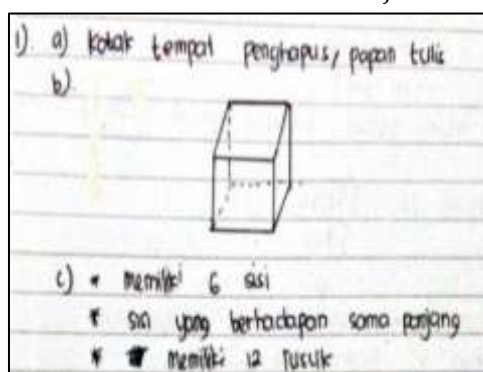 1). a) kotak tempat penghapus, papan tulis
b)
c) * memiliki 6 sisi
* sisi yang berhadapan sama panjang
* memiliki 12 rusuk